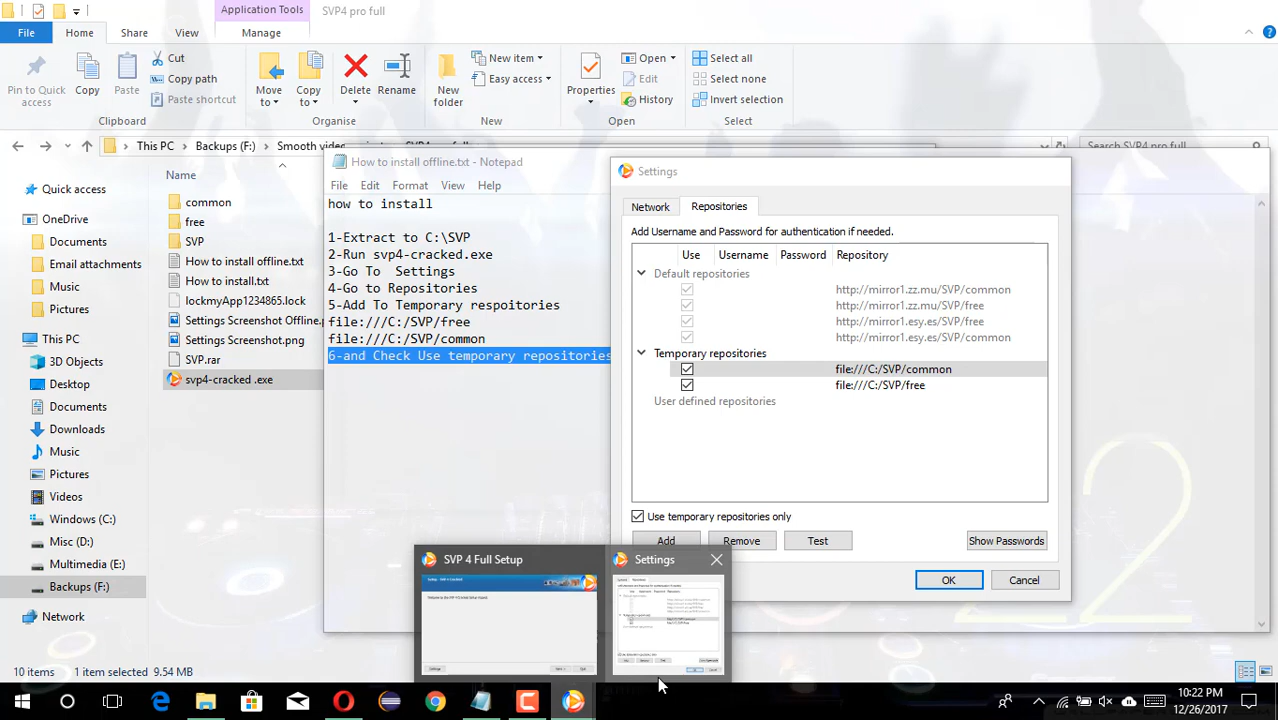 Application Tools
SVP4 pro full
File
Home
Share
View
Manage
Pin to Quick access
Copy
Paste
Cut
Copy path
Paste shortcut
Clipboard
Move to
Copy to
Delete
Rename
Organise
New folder
New item
Easy access
New
Properties
Open
Edit
History
Open
Select all
Select none
Invert selection
Select
This PC
Backups (F:)
Search SVP4 pro full
Quick access
OneDrive
Documents
Email attachments
Music
Pictures
This PC
3D Objects
Desktop
Documents
Downloads
Music
Pictures
Videos
Windows (C:)
Misc (D:)
Multimedia (E:)
Backups (F:)
Network
Name
common
free
SVP
How to install offline.txt
How to install.txt
lockmyApp1234865.lock
Settings Screenshot Offline.p
Settings Screenshot.png
SVP.rar
svp4-cracked .exe
How to install offline.txt - Notepad
File Edit Format View Help
how to install
1-Extract to C:\SVP
2-Run svp4-cracked.exe
3-Go To  Settings
4-Go to Repositories
5-Add To Temporary respoitories
file:///C:/SVP/free
file:///C:/SVP/common
6-and Check Use temporary repositories
Settings
Network
Repositories
Add Username and Password for authentication if needed.
Use Username Password Repository
Default repositories
http://mirror1.zz.mu/SVP/common
http://mirror1.zz.mu/SVP/free
http://mirror1.esy.es/SVP/free
http://mirror1.esy.es/SVP/common
Temporary repositories
file:///C:/SVP/common
file:///C:/SVP/free
User defined repositories
Use temporary repositories only
Add
Remove
Test
Show Passwords
OK
Cancel
SVP 4 Full Setup
Settings
10 items
1 item selected 9.54 MB
10:22 PM
12/26/2017